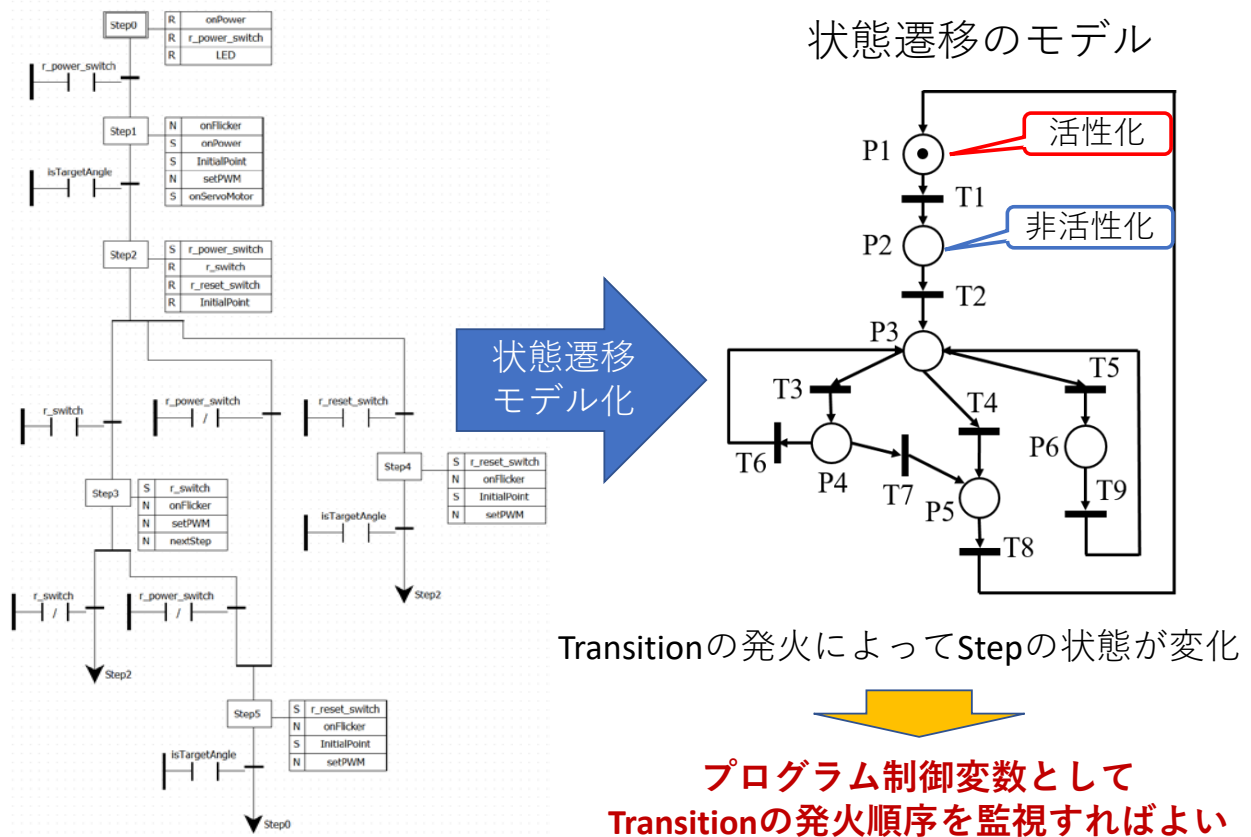 Step0
R onPower
R r_power_switch
R LED
r_power_switch
Step1
N onFlicker
S onPower
S InitialPoint
N setPWM
S onServoMotor
isTargetAngle
Step2
S r_power_switch
R r_switch
R r_reset_switch
R InitialPoint
r_switch
r_power_switch
/
r_reset_switch
Step3
S r_switch
N onFlicker
N setPWM
N nextStep
Step4
S r_reset_switch
N onFlicker
S InitialPoint
N setPWM
isTargetAngle
Step2
r_switch
/
r_power_switch
/
Step2
Step5
S r_reset_switch
N onFlicker
S InitialPoint
N setPWM
isTargetAngle
Step0
状態遷移
モデル化
状態遷移のモデル
P1
活性化
T1
P2
非活性化
T2
P3
T3
T4
T5
T6
P4
T7
P5
P6
T9
T8
Transitionの発火によってStepの状態が変化
プログラム制御変数として
Transitionの発火順序を監視すればよい